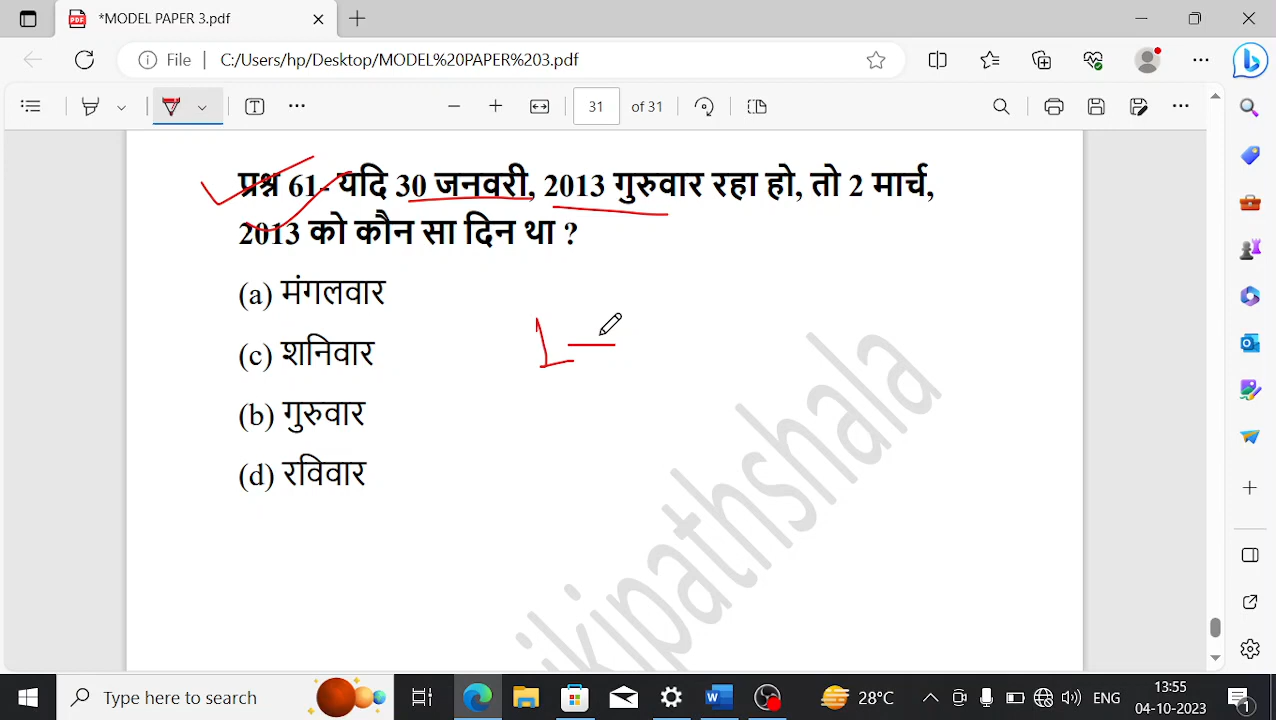 *MODEL PAPER 3.pdf
File
C:/Users/hp/Desktop/MODEL%20PAPER%203.pdf
31 of 31
प्रश्न 61- यदि 30 जनवरी, 2013 गुरुवार रहा हो, तो 2 मार्च,
2013 को कौन सा दिन था ?
(a) मंगलवार
(c) शनिवार
(b) गुरुवार
(d) रविवार
Type here to search
28°C
ENG
13:55
04-10-2023